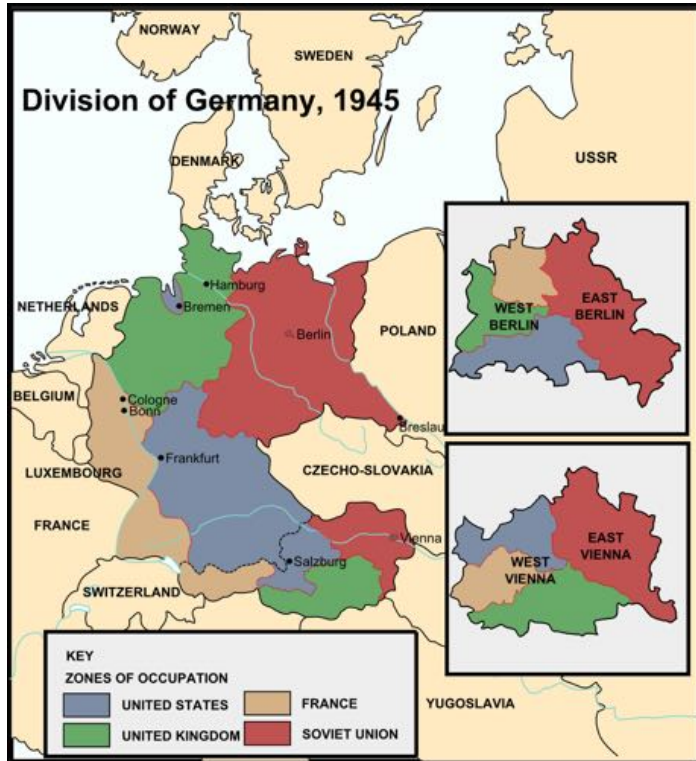 NORWAY
SWEDEN
Division of Germany, 1945
DENMARK
USSR
Hamburg
NETHERLANDS
Bremen
Berlin
POLAND
WEST
BERLIN
EAST
BERLIN
BELGIUM
Cologne
Bonn
Breslau
Frankfurt
LUXEMBOURG
CZECHO-SLOVAKIA
FRANCE
Vienna
EAST
VIENNA
WEST
VIENNA
Salzburg
SWITZERLAND
KEY
ZONES OF OCCUPATION
UNITED STATES
FRANCE
UNITED KINGDOM
SOVIET UNION
YUGOSLAVIA